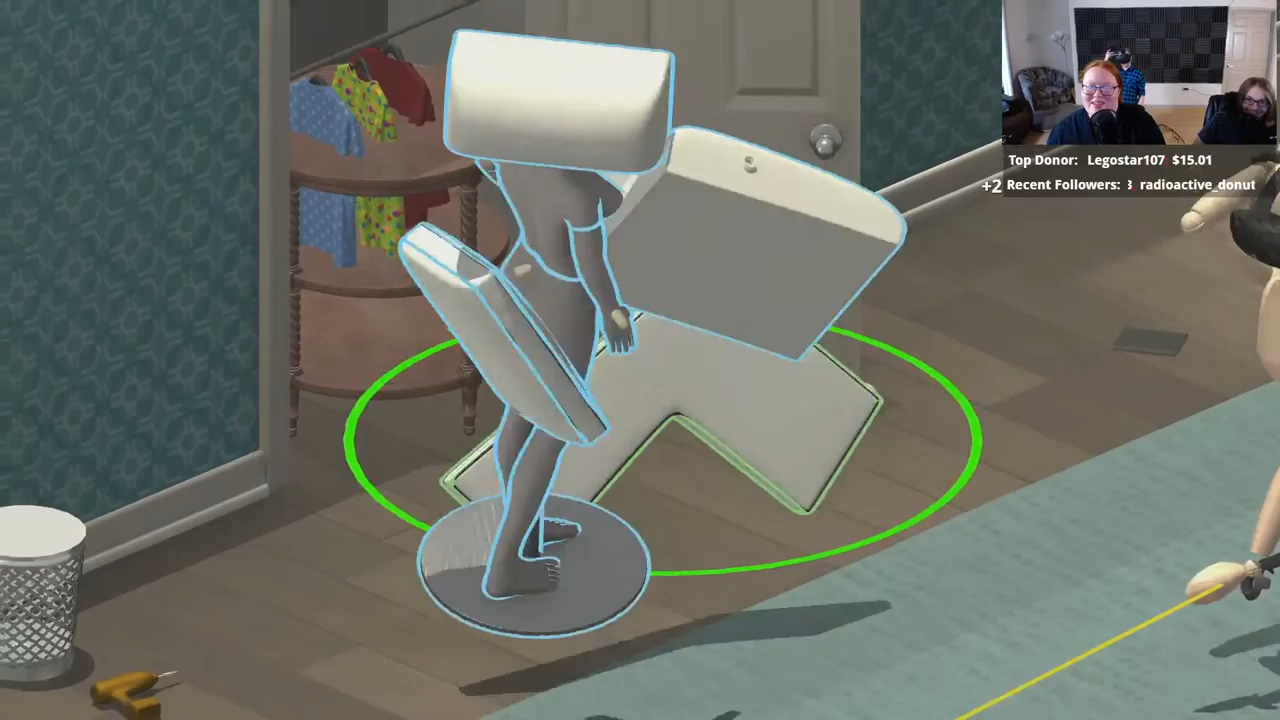 Top Donor: Legostar107 $15.01
+2 Recent Followers: 3 radioactive_donut